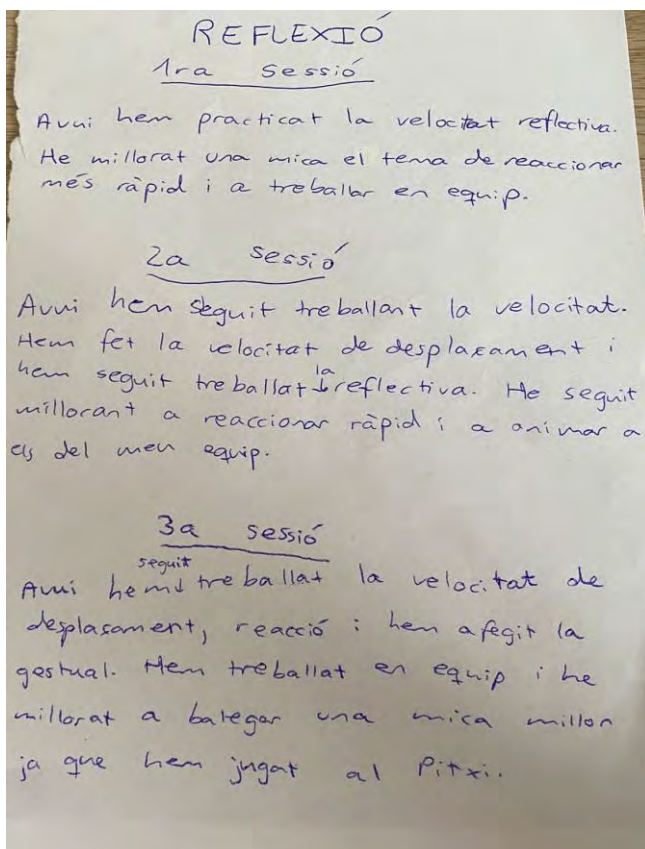 REFLEXIÓ
1ra sessió
Avui hem practicat la velocitat reflectiva.
He millorat una mica el tema de reaccionar
més ràpid i a treballar en equip.
2a sessió
Avui hem seguit treballant la velocitat.
Hem fet la velocitat de desplaxament i
hem seguit treballat la reflectiva. He seguit
millorant a reaccionar ràpid i a animar a
els del meu equip.
3a sessió
Avui hem seguit treballat la velocitat de
desplaçament, reacció i hem afegit la
gestual. Hem treballat en equip i he
millorat a bategar una mica millor
ja que hem jugat al Pitxi.